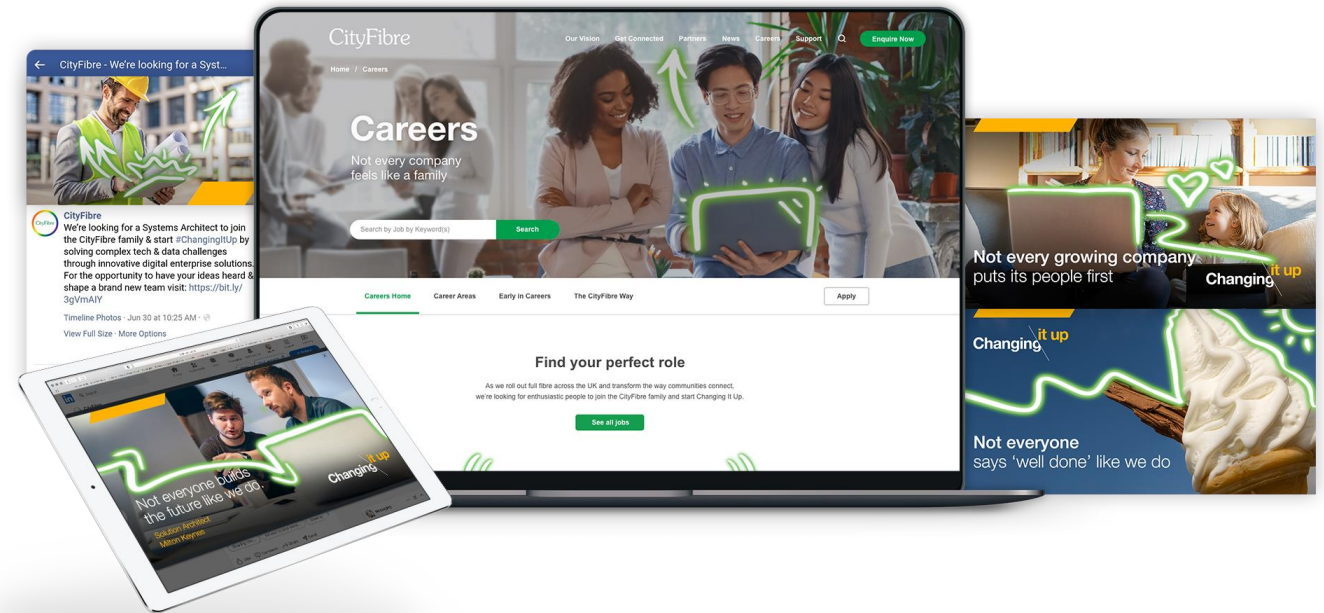 CityFibre - We're looking for a Syst...
CityFibre
CityFibre
We're looking for a Systems Architect to join
the CityFibre family & start #ChangingItUp by
solving complex tech & data challenges
through innovative digital enterprise solutions.
For the opportunity to have your ideas heard &
shape a brand new team visit: https://bit.ly/
3gVmAIY
Timeline Photos · Jun 30 at 10:25 AM ·
View Full Size · More Options
Not everyone builds
the future like we do.
Solution Architect
Milton Keynes
Changing it up
CityFibre
Our Vision Get Connected Partners News Careers Support Enquire Now
Home / Careers
Careers
Not every company
feels like a family
Search by Job by Keyword(s) Search
Careers Home Career Areas Early in Careers The CityFibre Way Apply
Find your perfect role
As we roll out full fibre across the UK and transform the way communities connect,
we're looking for enthusiastic people to join the CityFibre family and start Changing It Up.
See all jobs
Not every growing company
puts its people first
Changing it up
Changing it up
Not everyone
says 'well done' like we do